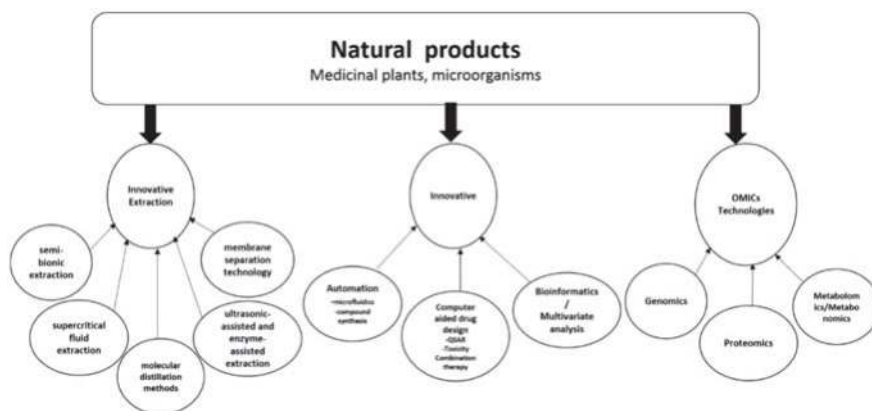 Natural products
Medicinal plants, microorganisms
Innovative
Extraction
semi-
bionic
extraction
supercritical
fluid
extraction
molecular
distillation
methods
ultrasonic-
assisted and
enzyme-
assisted
extraction
membrane
separation
technology
Innovative
Automation
-microfluidics
-compound
synthesis
Computer
aided drug
design
-QSAR
-Toxicity
Combination
therapy
Bioinformatics
/
Multivariate
analysis
OMICs
Technologies
Genomics
Proteomics
Metabolom
ics/Metabo
nomics